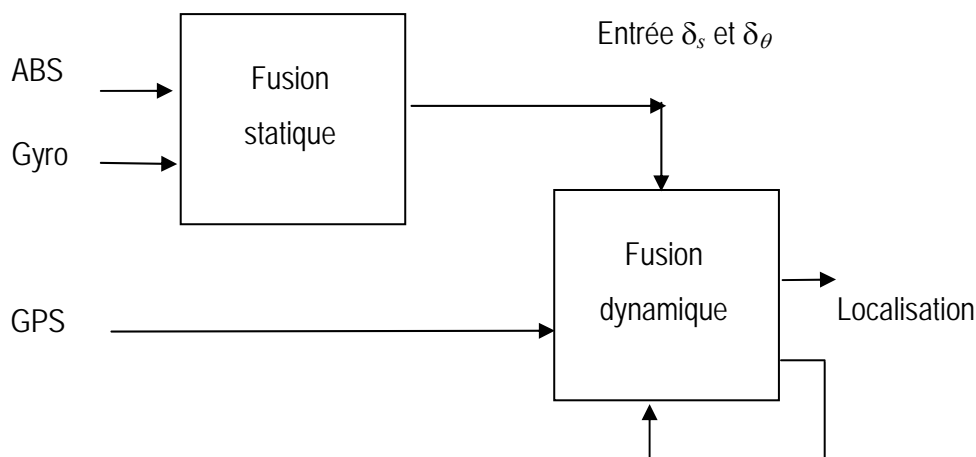 Entrée δs et δθ
ABS
Fusion
statique
Gyro
Fusion
dynamique
GPS
Localisation